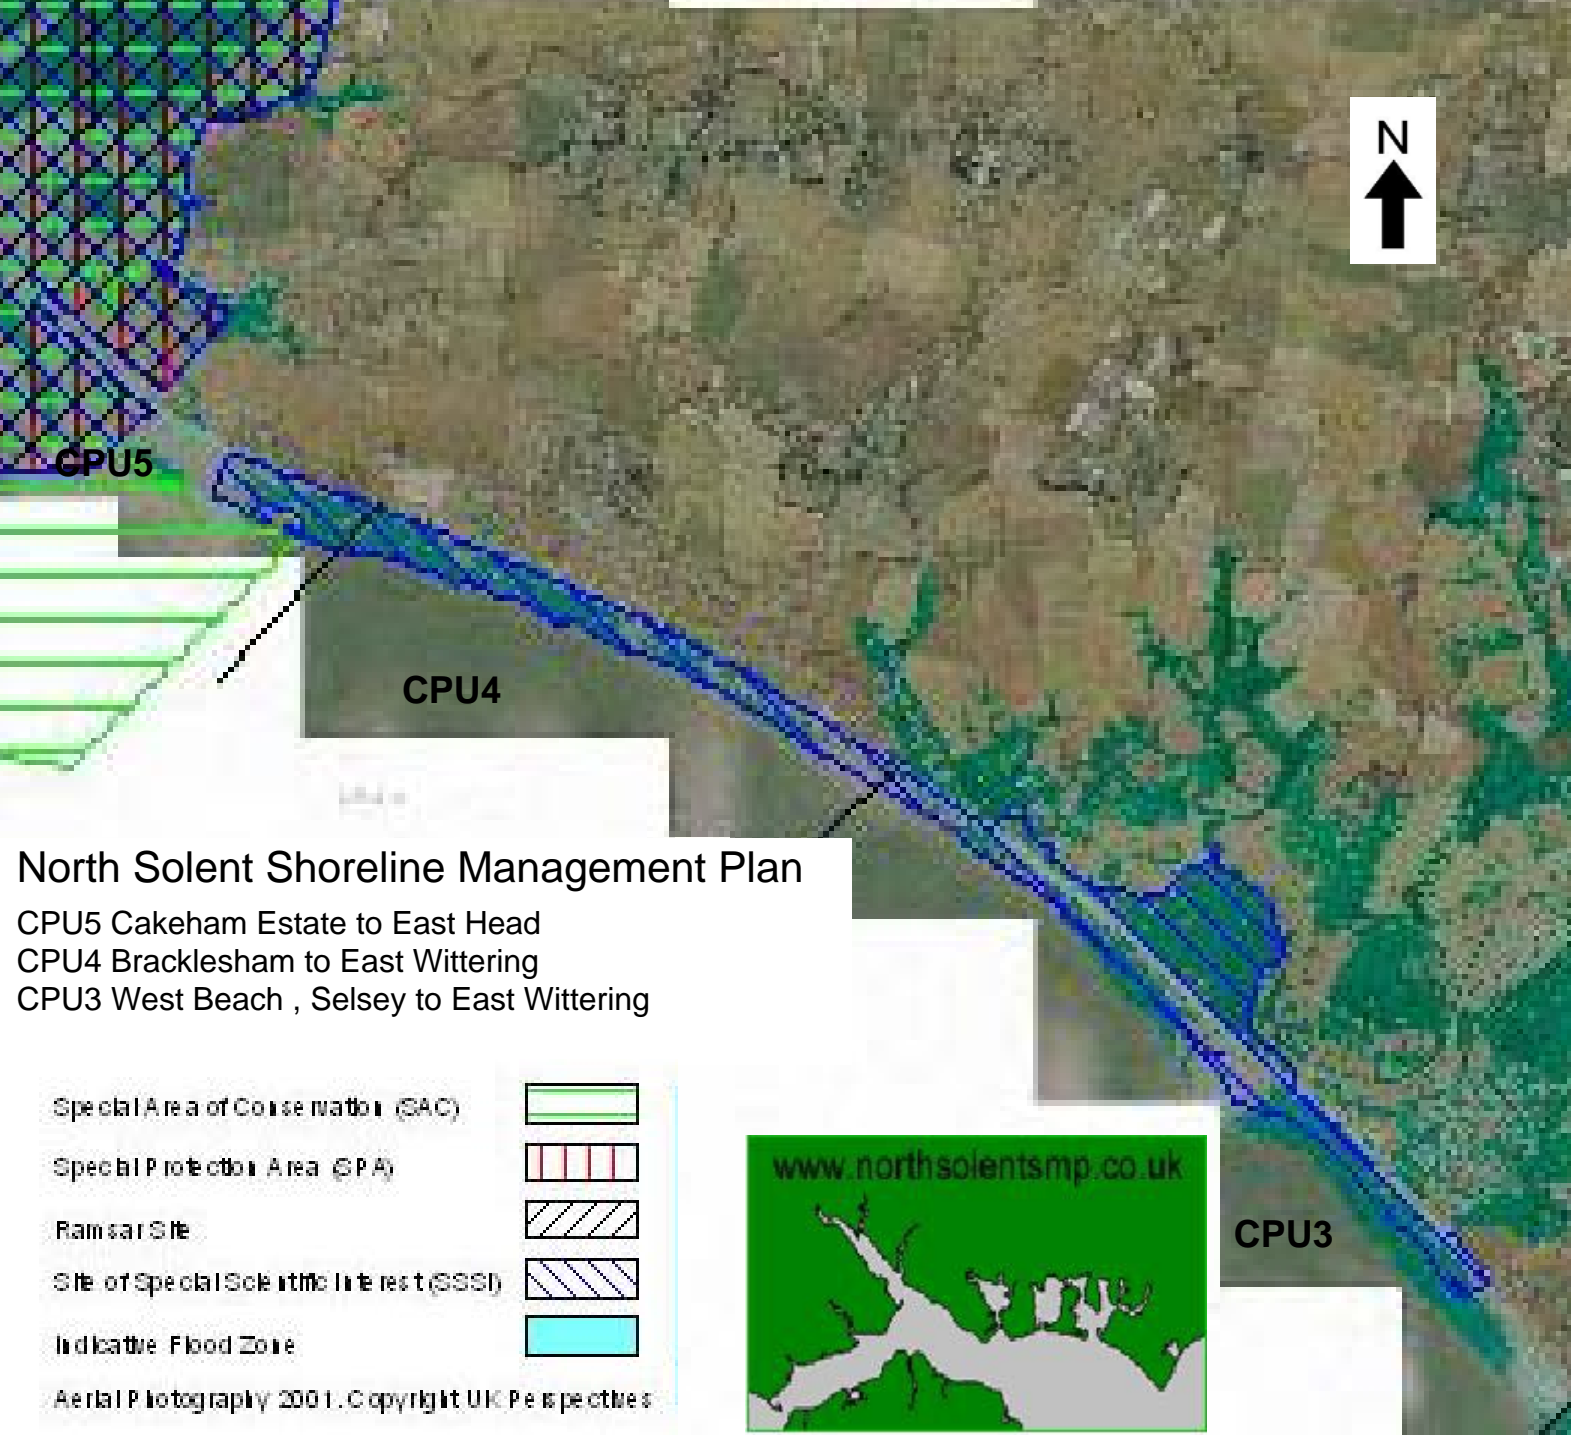 N
CPU5
CPU4
North Solent Shoreline Management Plan
CPU5 Cakeham Estate to East Head
CPU4 Bracklesham to East Wittering
CPU3 West Beach , Selsey to East Wittering
Special Area of Conservation (SAC)
Special Protection Area (SPA)
Ramsar Site
Site of Special Scientific Interest (SSSI)
Indicative Flood Zone
Aerial Photography 2001. Copyright UK Perspectives
www.northsolentsmp.co.uk
CPU3